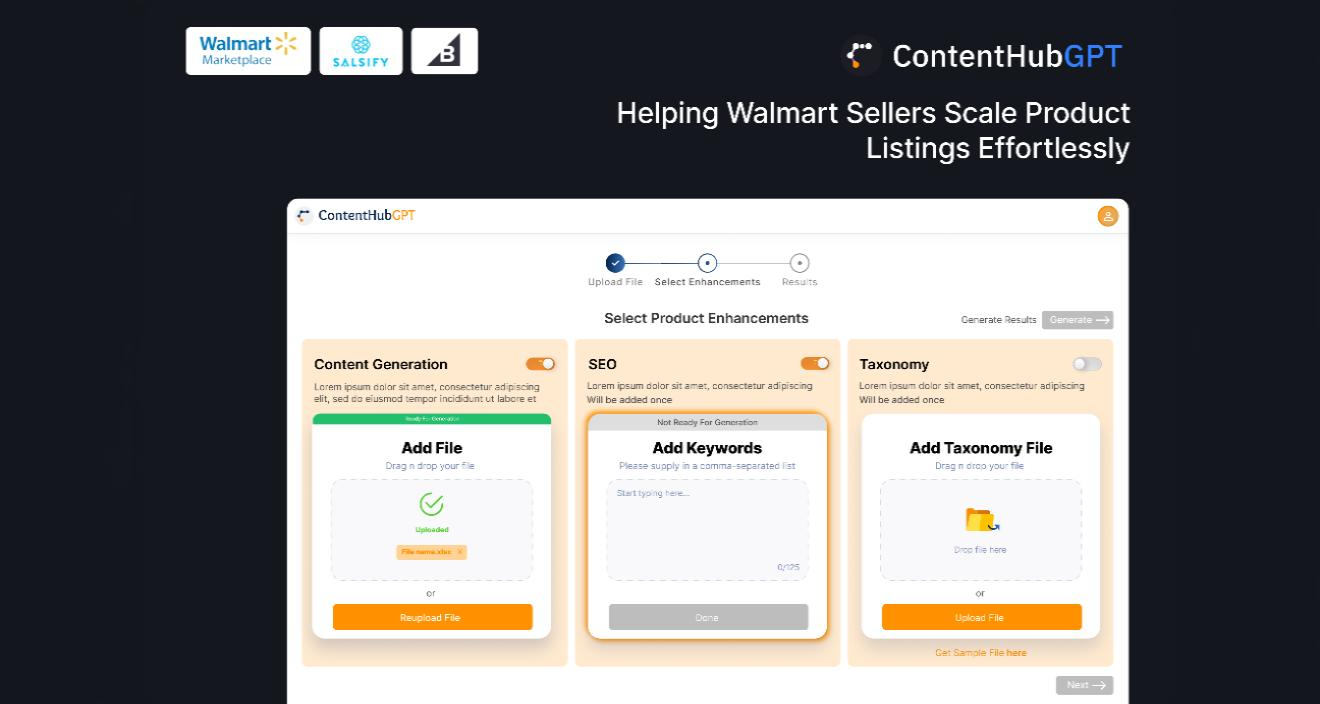 Walmart
Marketplace
SALSIFY
B
ContentHubGPT
Helping Walmart Sellers Scale Product
Listings Effortlessly
ContentHubGPT
Upload File
Select Enhancements
Results
Select Product Enhancements
Generate Results
Generate
Content Generation
Lorem ipsum dolor sit amet, consectetur adipiscing
elit, sed do eiusmod tempor incididunt ut labore et
Ready For Generation
Add File
Drag n drop your file
Uploaded
File name.xlsx X
or
Reupload File
SEO
Lorem ipsum dolor sit amet, consectetur adipiscing
Will be added once
Not Ready For Generation
Add Keywords
Please supply in a comma-separated list
Start typing here...
0/125
Done
Taxonomy
Lorem ipsum dolor sit amet, consectetur adipiscing
Will be added once
Add Taxonomy File
Drag n drop your file
Drop file here
or
Upload File
Get Sample File here
Next